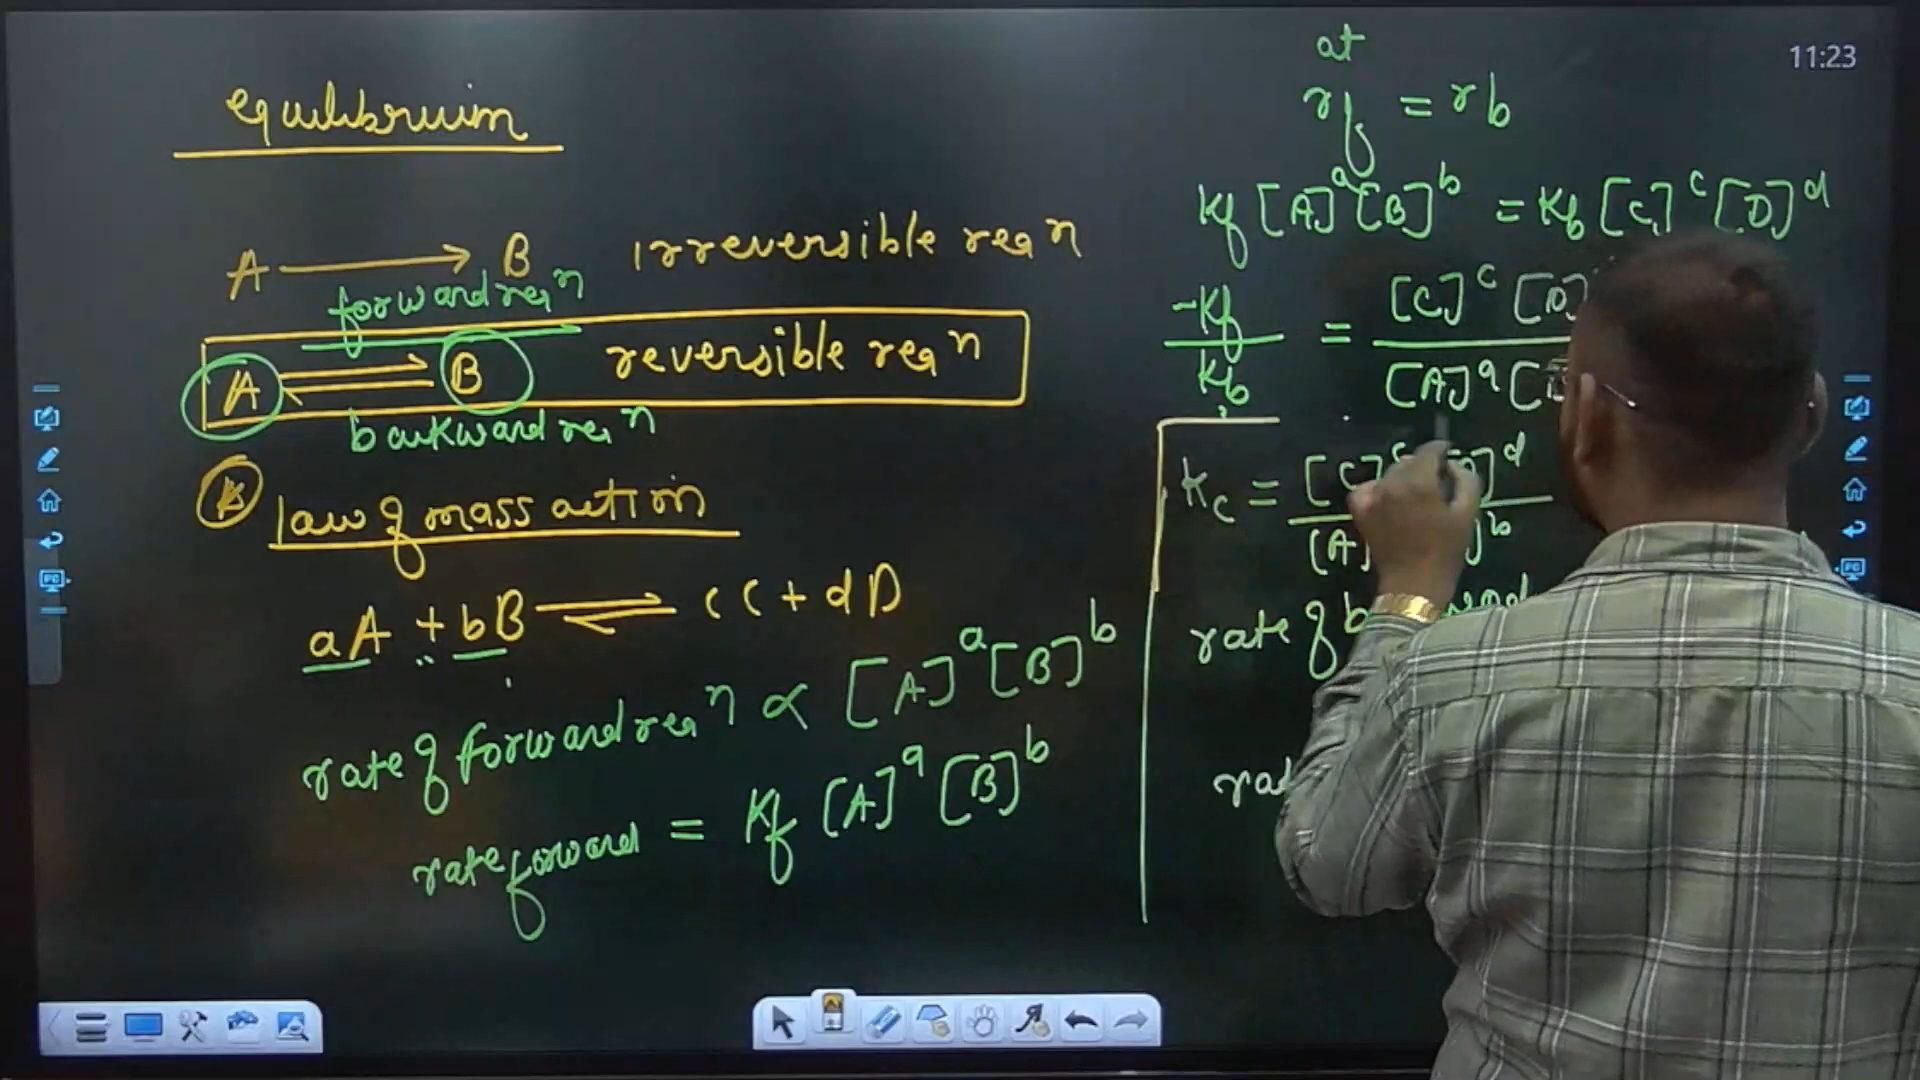 equilibrium
A → B irreversible reaⁿ
forward reaⁿ
A ⇌ B reversible reaⁿ
backward reaⁿ
law of mass action
aA + bB ⇌ cC + dD
rate of forward reaⁿ ∝ [A]ᵃ[B]ᵇ
rate forward = Kf [A]ᵃ [B]ᵇ
11:23
at
rf = rb
Kf [A]ᵃ[B]ᵇ = Kb [C]ᶜ[D]ᵈ
Kf / Kb = [C]ᶜ [D] / [A]ᵃ [
Kc = [C]ᶜ ]ᵈ / [A] ]ᵇ
rate of b